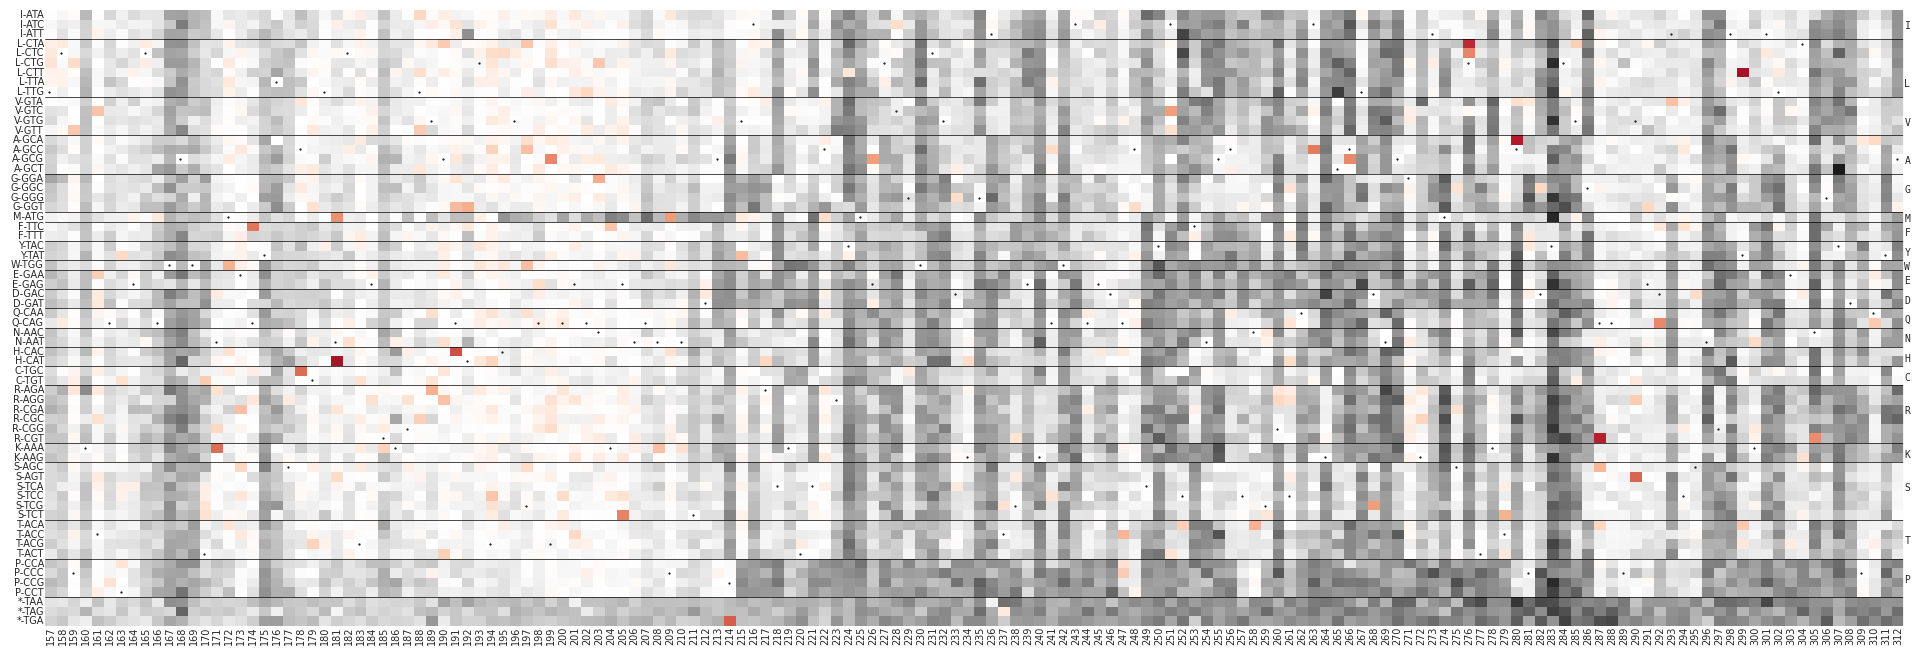 I-ATA
I-ATC
I-ATT
L-CTA
L-CTC
L-CTG
L-CTT
L-TTA
L-TTG
V-GTA
V-GTC
V-GTG
V-GTT
A-GCA
A-GCC
A-GCG
A-GCT
G-GGA
G-GGC
G-GGG
G-GGT
M-ATG
F-TTC
F-TTT
Y-TAC
Y-TAT
W-TGG
E-GAA
E-GAG
D-GAC
D-GAT
Q-CAA
Q-CAG
N-AAC
N-AAT
H-CAC
H-CAT
C-TGC
C-TGT
R-AGA
R-AGG
R-CGA
R-CGC
R-CGG
R-CGT
K-AAA
K-AAG
S-AGC
S-AGT
S-TCA
S-TCC
S-TCG
S-TCT
T-ACA
T-ACC
T-ACG
T-ACT
P-CCA
P-CCC
P-CCG
P-CCT
*-TAA
*-TAG
*-TGA
I
L
V
A
G
M
F
Y
W
E
D
Q
N
H
C
R
K
S
T
P
157 158 159 160 161 162 163 164 165 166 167 168 169 170 171 172 173 174 175 176 177 178 179 180 181 182 183 184 185 186 187 188 189 190 191 192 193 194 195 196 197 198 199 200 201 202 203 204 205 206 207 208 209 210 211 212 213 214 215 216 217 218 219 220 221 222 223 224 225 226 227 228 229 230 231 232 233 234 235 236 237 238 239 240 241 242 243 244 245 246 247 248 249 250 251 252 253 254 255 256 257 258 259 260 261 262 263 264 265 266 267 268 269 270 271 272 273 274 275 276 277 278 279 280 281 282 283 284 285 286 287 288 289 290 291 292 293 294 295 296 297 298 299 300 301 302 303 304 305 306 307 308 309 310 311 312